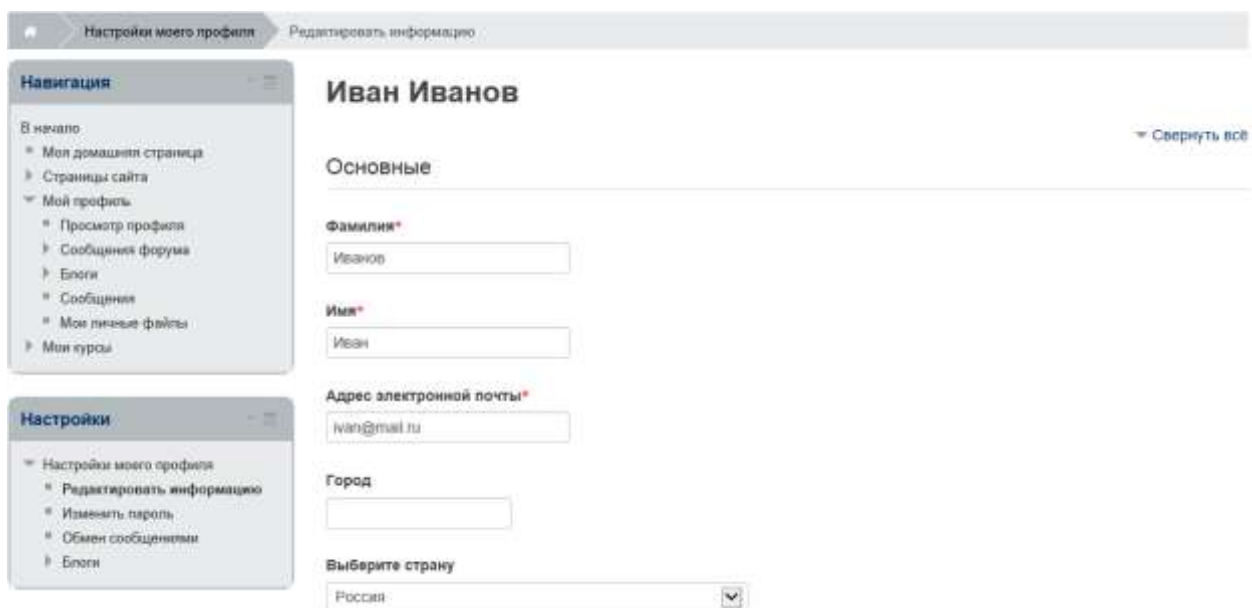 Настройки моего профиля
Редактировать информацию
Навигация
В начало
Моя домашняя страница
Страницы сайта
Мой профиль
Просмотр профиля
Сообщения форума
Блоги
Сообщения
Мои личные файлы
Мои курсы
Настройки
Настройки моего профиля
Редактировать информацию
Изменить пароль
Обмен сообщениями
Блоги
Иван Иванов
Свернуть всё
Основные
Фамилия*
Иванов
Имя*
Иван
Адрес электронной почты*
ivan@mail.ru
Город
Выберите страну
Россия